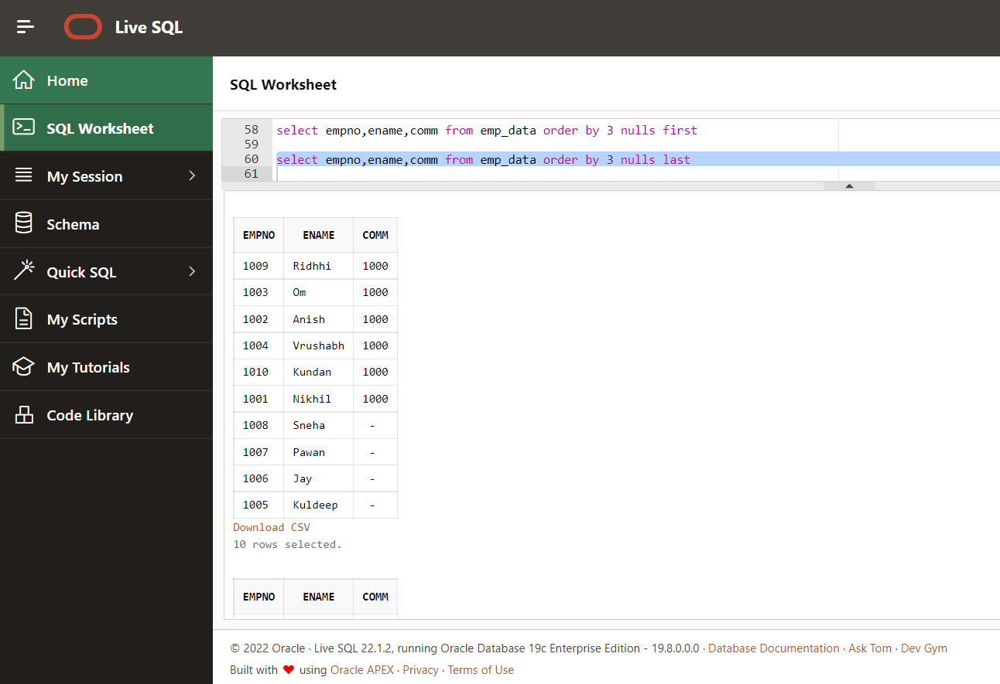 Live SQL
Home
SQL Worksheet
My Session
Schema
Quick SQL
My Scripts
My Tutorials
Code Library
SQL Worksheet
58 select empno,ename,comm from emp_data order by 3 nulls first
59
60 select empno,ename,comm from emp_data order by 3 nulls last
61
EMPNO ENAME COMM
1009 Ridhhi 1000
1003 Om 1000
1002 Anish 1000
1004 Vrushabh 1000
1010 Kundan 1000
1001 Nikhil 1000
1008 Sneha -
1007 Pawan -
1006 Jay -
1005 Kuldeep -
Download CSV
10 rows selected.
EMPNO ENAME COMM
© 2022 Oracle · Live SQL 22.1.2, running Oracle Database 19c Enterprise Edition - 19.8.0.0.0 · Database Documentation · Ask Tom · Dev Gym
Built with ❤ using Oracle APEX · Privacy · Terms of Use